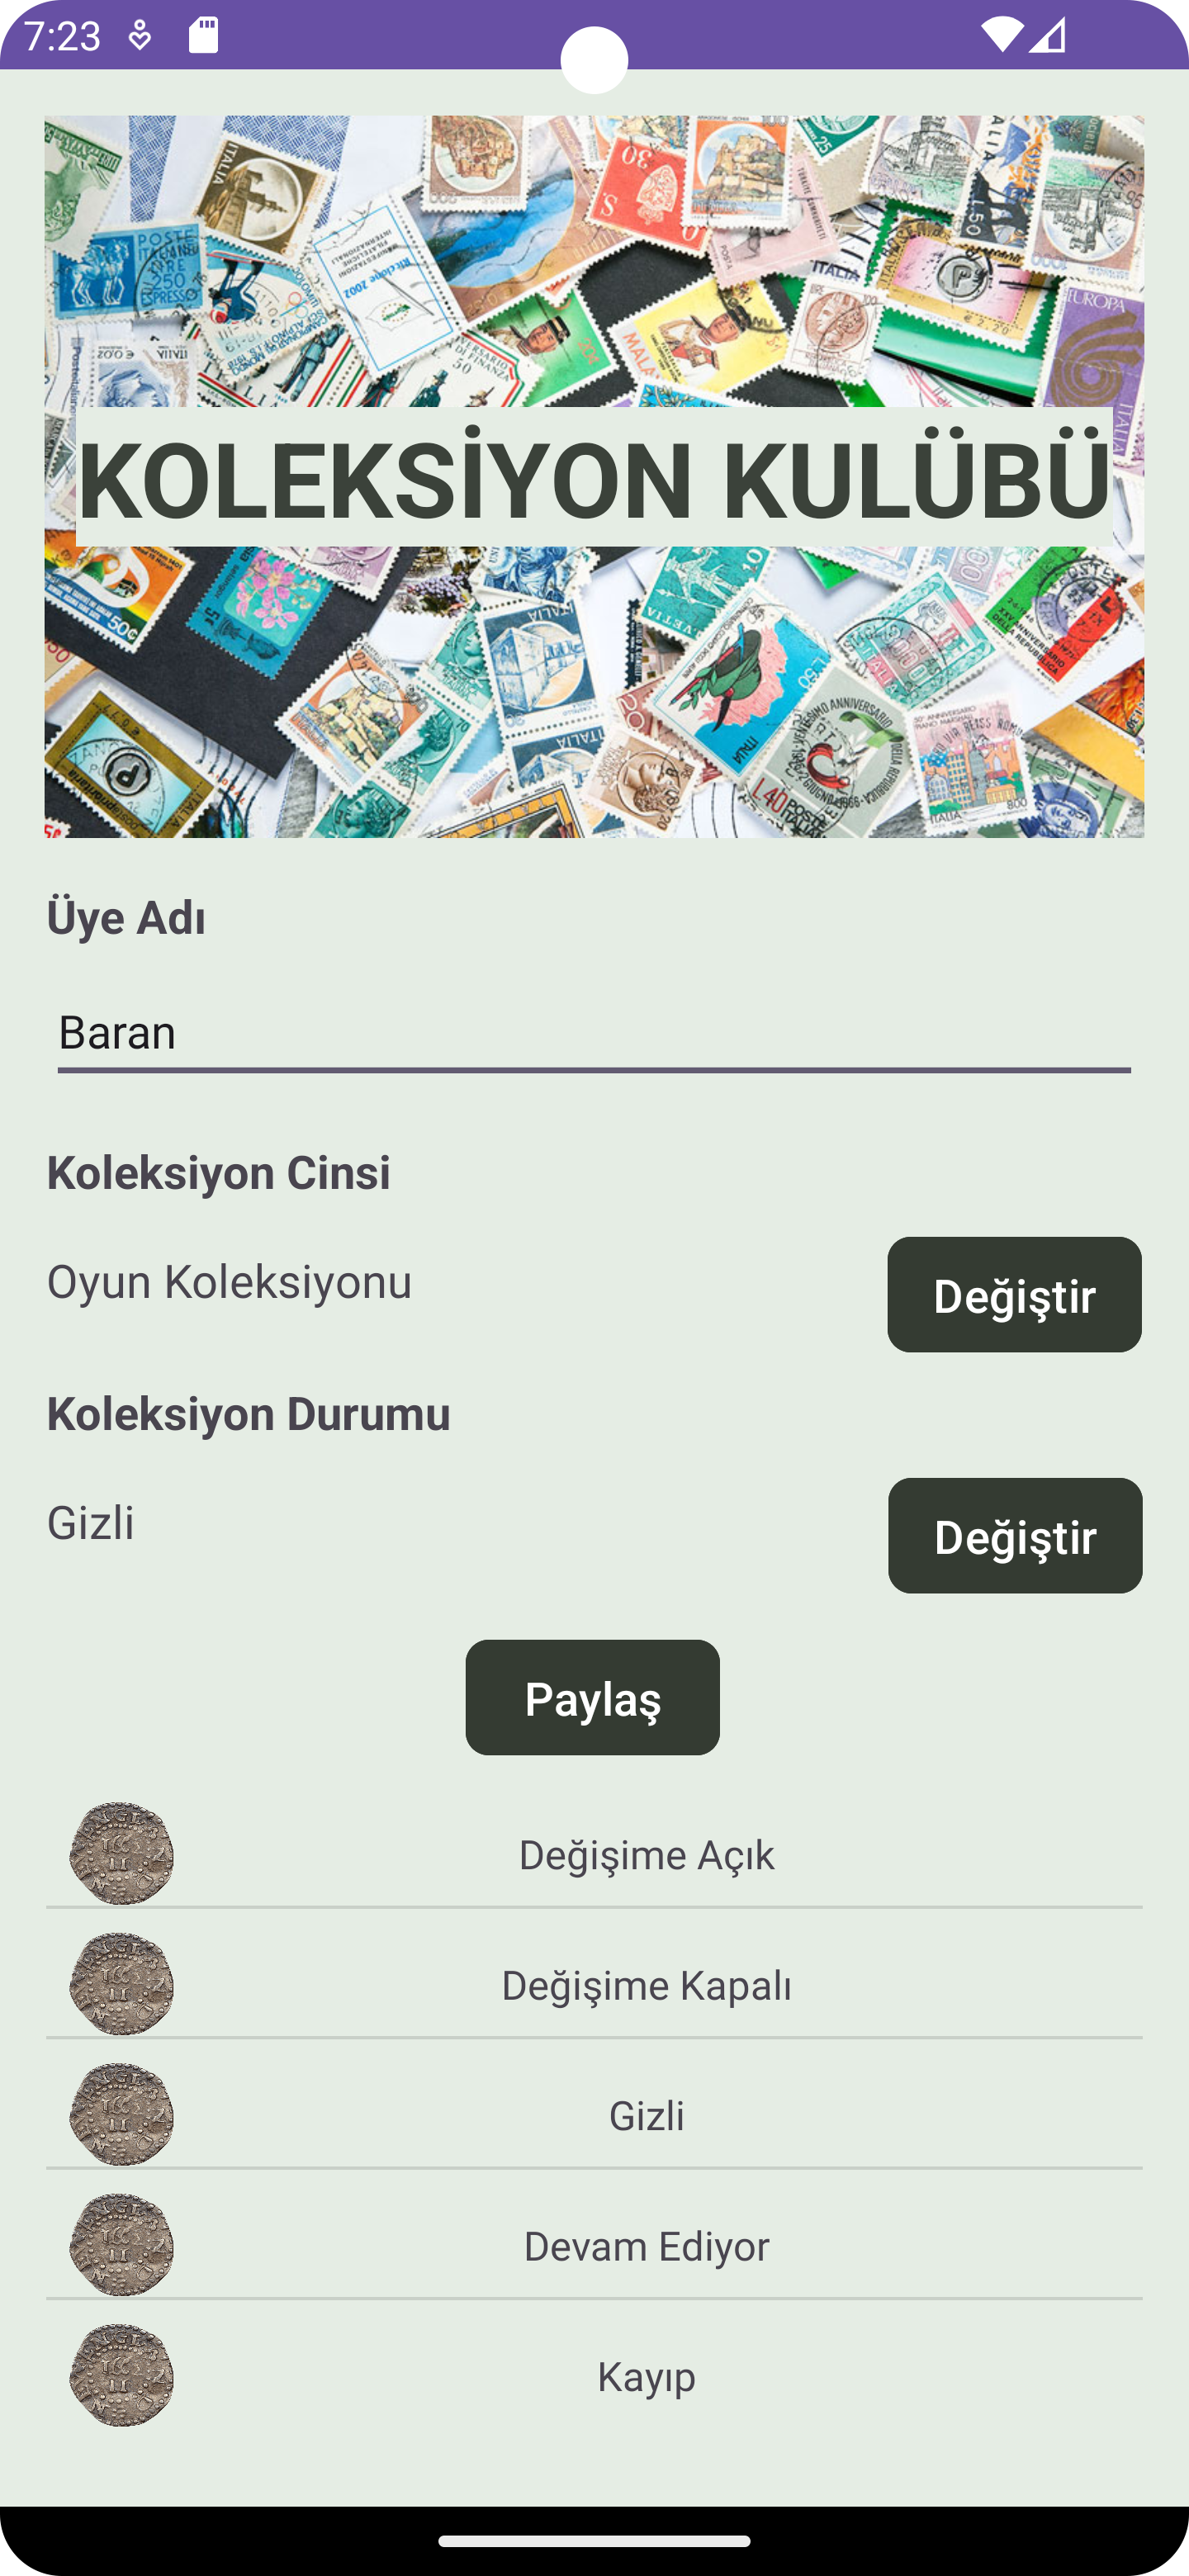 7:23
KOLEKSİYON KULÜBÜ
Üye Adı
Baran
Koleksiyon Cinsi
Oyun Koleksiyonu
Değiştir
Koleksiyon Durumu
Gizli
Değiştir
Paylaş
Değişime Açık
Değişime Kapalı
Gizli
Devam Ediyor
Kayıp